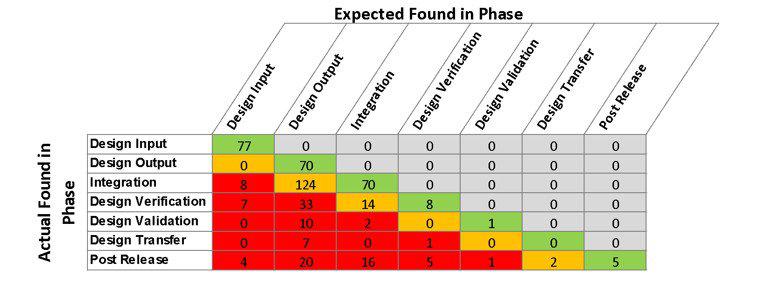 Expected Found in Phase
Design Input
Design Output
Integration
Design Verification
Design Validation
Design Transfer
Post Release
Actual Found in
Phase
Design Input 77 0 0 0 0 0 0
Design Output 0 70 0 0 0 0 0
Integration 8 124 70 0 0 0 0
Design Verification 7 33 14 8 0 0 0
Design Validation 0 10 2 0 1 0 0
Design Transfer 0 7 0 1 0 0 0
Post Release 4 20 16 5 1 2 5